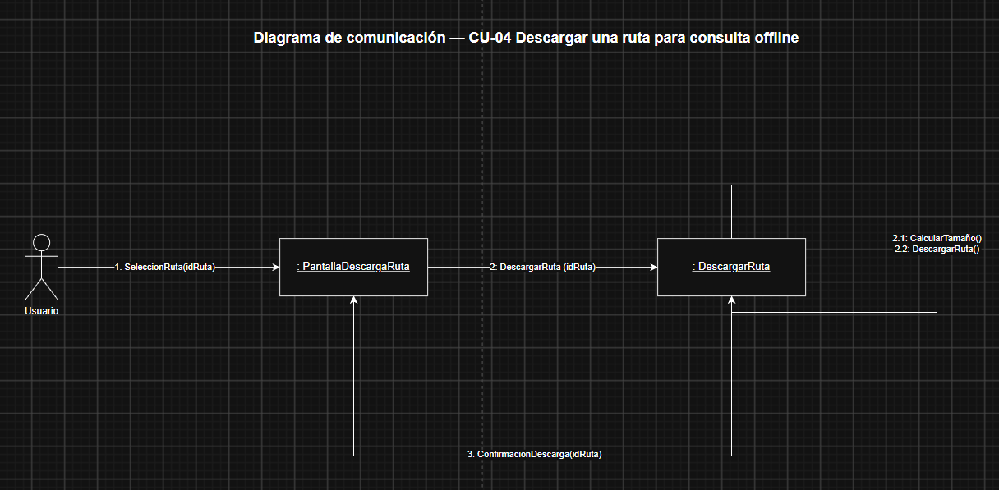 Diagrama de comunicación — CU-04 Descargar una ruta para consulta offline
2.1: CalcularTamaño()
2.2: DescargarRuta()
1. SeleccionRuta(idRuta)
: PantallaDescargaRuta
2: DescargarRuta (idRuta)
: DescargarRuta
Usuario
3. ConfirmacionDescarga(idRuta)